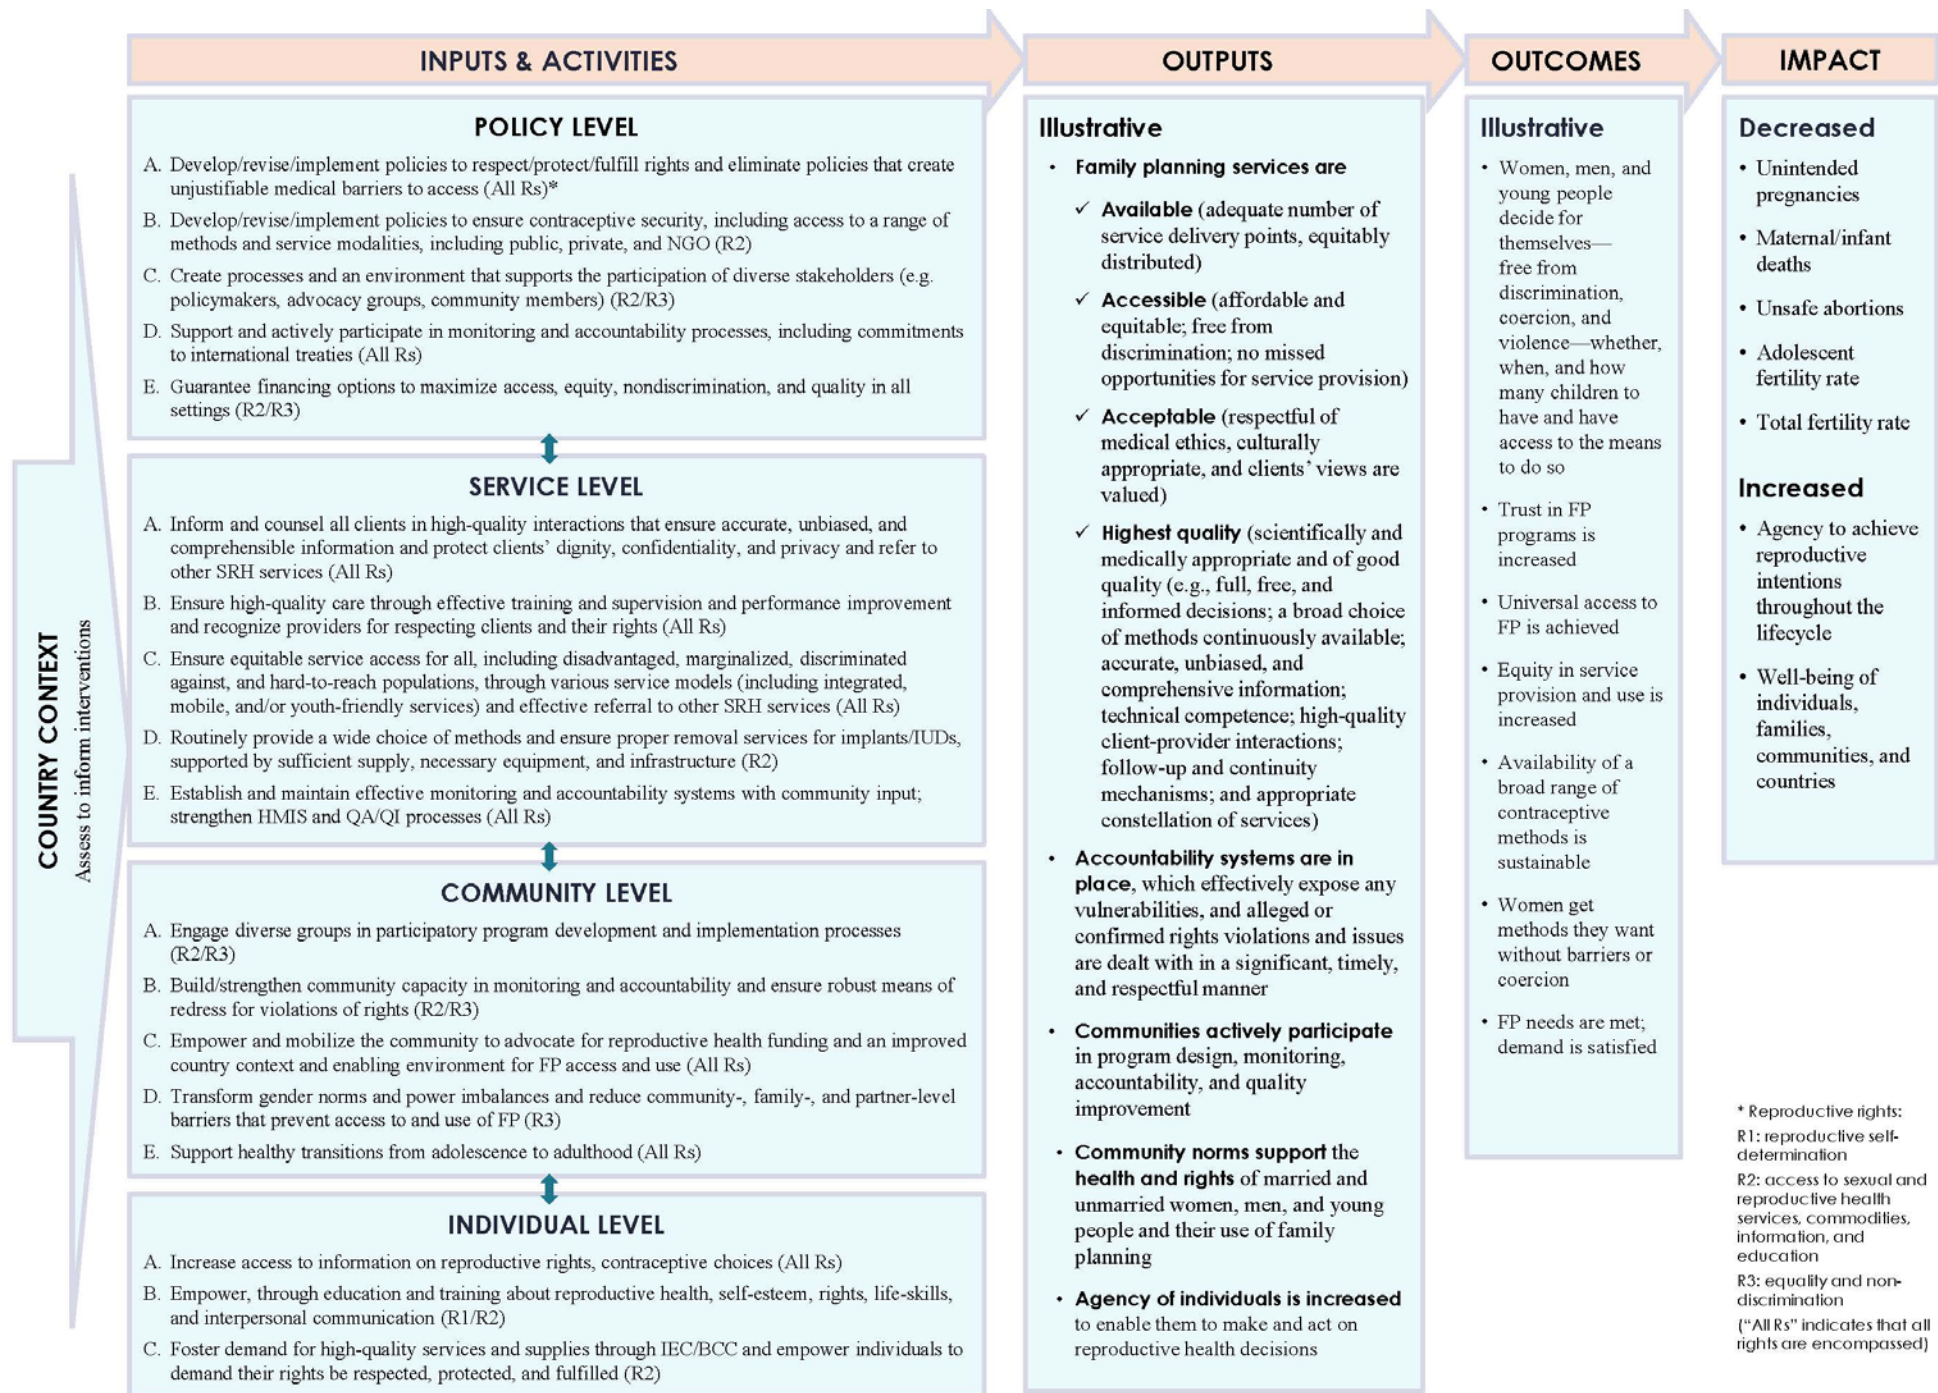 INPUTS & ACTIVITIES
OUTPUTS
OUTCOMES
IMPACT
COUNTRY CONTEXT
Assess to inform interventions
POLICY LEVEL
A. Develop/revise/implement policies to respect/protect/fulfill rights and eliminate policies that create
unjustifiable medical barriers to access (All Rs)*
B. Develop/revise/implement policies to ensure contraceptive security, including access to a range of
methods and service modalities, including public, private, and NGO (R2)
C. Create processes and an environment that supports the participation of diverse stakeholders (e.g.
policymakers, advocacy groups, community members) (R2/R3)
D. Support and actively participate in monitoring and accountability processes, including commitments
to international treaties (All Rs)
E. Guarantee financing options to maximize access, equity, nondiscrimination, and quality in all
settings (R2/R3)
SERVICE LEVEL
A. Inform and counsel all clients in high-quality interactions that ensure accurate, unbiased, and
comprehensible information and protect clients' dignity, confidentiality, and privacy and refer to
other SRH services (All Rs)
B. Ensure high-quality care through effective training and supervision and performance improvement
and recognize providers for respecting clients and their rights (All Rs)
C. Ensure equitable service access for all, including disadvantaged, marginalized, discriminated
against, and hard-to-reach populations, through various service models (including integrated,
mobile, and/or youth-friendly services) and effective referral to other SRH services (All Rs)
D. Routinely provide a wide choice of methods and ensure proper removal services for implants/IUDs,
supported by sufficient supply, necessary equipment, and infrastructure (R2)
E. Establish and maintain effective monitoring and accountability systems with community input;
strengthen HMIS and QA/QI processes (All Rs)
COMMUNITY LEVEL
A. Engage diverse groups in participatory program development and implementation processes
(R2/R3)
B. Build/strengthen community capacity in monitoring and accountability and ensure robust means of
redress for violations of rights (R2/R3)
C. Empower and mobilize the community to advocate for reproductive health funding and an improved
country context and enabling environment for FP access and use (All Rs)
D. Transform gender norms and power imbalances and reduce community-, family-, and partner-level
barriers that prevent access to and use of FP (R3)
E. Support healthy transitions from adolescence to adulthood (All Rs)
INDIVIDUAL LEVEL
A. Increase access to information on reproductive rights, contraceptive choices (All Rs)
B. Empower, through education and training about reproductive health, self-esteem, rights, life-skills,
and interpersonal communication (R1/R2)
C. Foster demand for high-quality services and supplies through IEC/BCC and empower individuals to
demand their rights be respected, protected, and fulfilled (R2)
Illustrative
• Family planning services are
✓ Available (adequate number of
service delivery points, equitably
distributed)
✓ Accessible (affordable and
equitable; free from
discrimination; no missed
opportunities for service provision)
✓ Acceptable (respectful of
medical ethics, culturally
appropriate, and clients' views are
valued)
✓ Highest quality (scientifically and
medically appropriate and of good
quality (e.g., full, free, and
informed decisions; a broad choice
of methods continuously available;
accurate, unbiased, and
comprehensive information;
technical competence; high-quality
client-provider interactions;
follow-up and continuity
mechanisms; and appropriate
constellation of services)
• Accountability systems are in
place, which effectively expose any
vulnerabilities, and alleged or
confirmed rights violations and issues
are dealt with in a significant, timely,
and respectful manner
• Communities actively participate
in program design, monitoring,
accountability, and quality
improvement
• Community norms support the
health and rights of married and
unmarried women, men, and young
people and their use of family
planning
• Agency of individuals is increased
to enable them to make and act on
reproductive health decisions
Illustrative
• Women, men, and
young people
decide for
themselves—
free from
discrimination,
coercion, and
violence—whether,
when, and how
many children to
have and have
access to the means
to do so
• Trust in FP
programs is
increased
• Universal access to
FP is achieved
• Equity in service
provision and use is
increased
• Availability of a
broad range of
contraceptive
methods is
sustainable
• Women get
methods they want
without barriers or
coercion
• FP needs are met;
demand is satisfied
Decreased
• Unintended
pregnancies
• Maternal/infant
deaths
• Unsafe abortions
• Adolescent
fertility rate
• Total fertility rate
Increased
• Agency to achieve
reproductive
intentions
throughout the
lifecycle
• Well-being of
individuals,
families,
communities, and
countries
* Reproductive rights:
R1: reproductive self-
determination
R2: access to sexual and
reproductive health
services, commodities,
information, and
education
R3: equality and non-
discrimination
("All Rs" indicates that all
rights are encompassed)